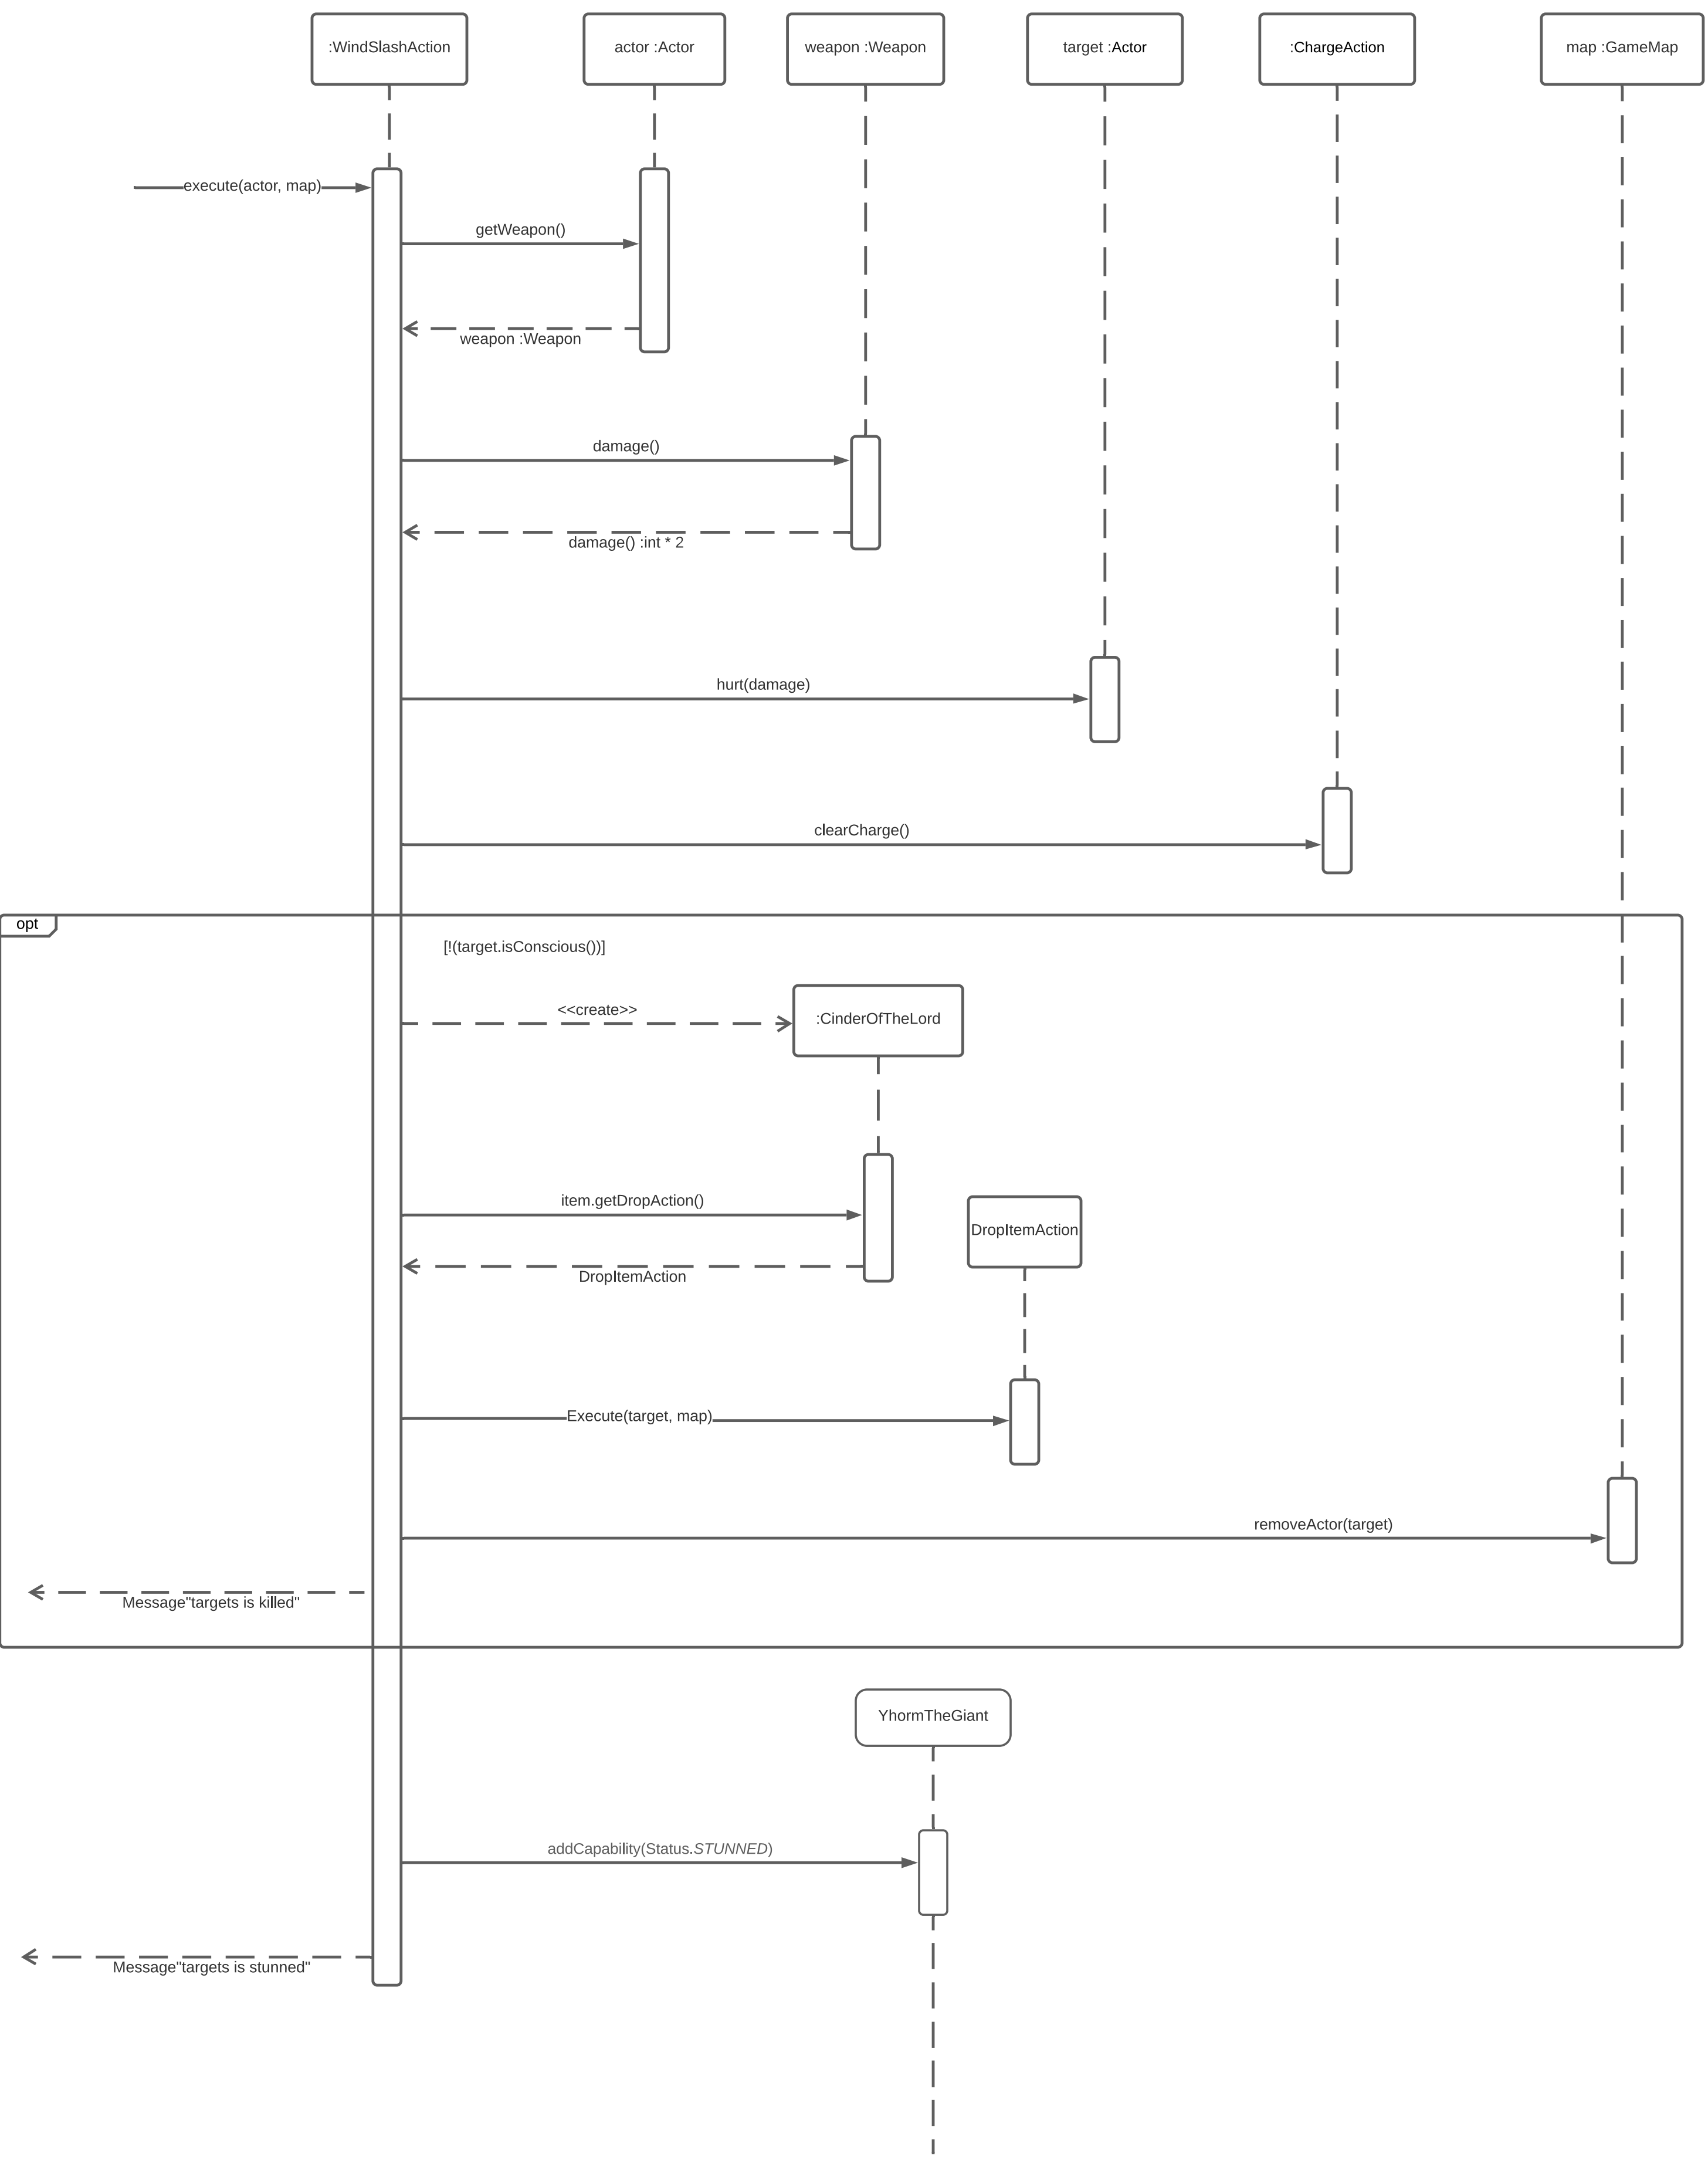 :WindSlashAction
actor :Actor
weapon :Weapon
target :Actor
:ChargeAction
map :GameMap
execute(actor, map)
getWeapon()
weapon :Weapon
damage()
damage() :int * 2
hurt(damage)
clearCharge()
opt
[!(target.isConscious())]
<<create>>
:CinderOfTheLord
item.getDropAction()
DropItemAction
DropItemAction
Execute(target, map)
removeActor(target)
Message"targets is killed"
YhormTheGiant
addCapability(Status.STUNNED)
Message"targets is stunned"